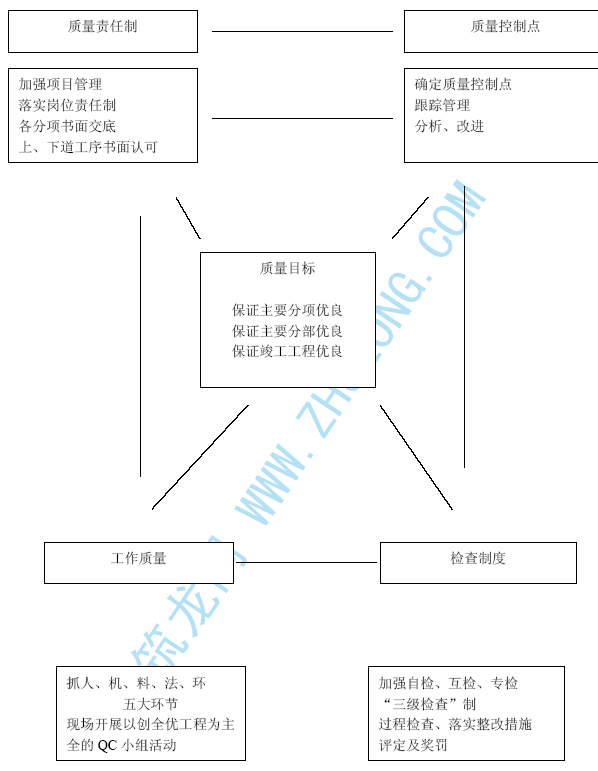 质量责任制
质量控制点
加强项目管理
落实岗位责任制
各分项书面交底
上、下道工序书面认可
确定质量控制点
跟踪管理
分析、改进
质量目标
保证主要分项优良
保证主要分部优良
保证竣工工程优良
工作质量
检查制度
抓人、机、料、法、环
五大环节
现场开展以创全优工程为主
全的 QC 小组活动
加强自检、互检、专检
“三级检查”制
过程检查、落实整改措施
评定及奖罚
筑龙网 WWW.ZHULONG.COM